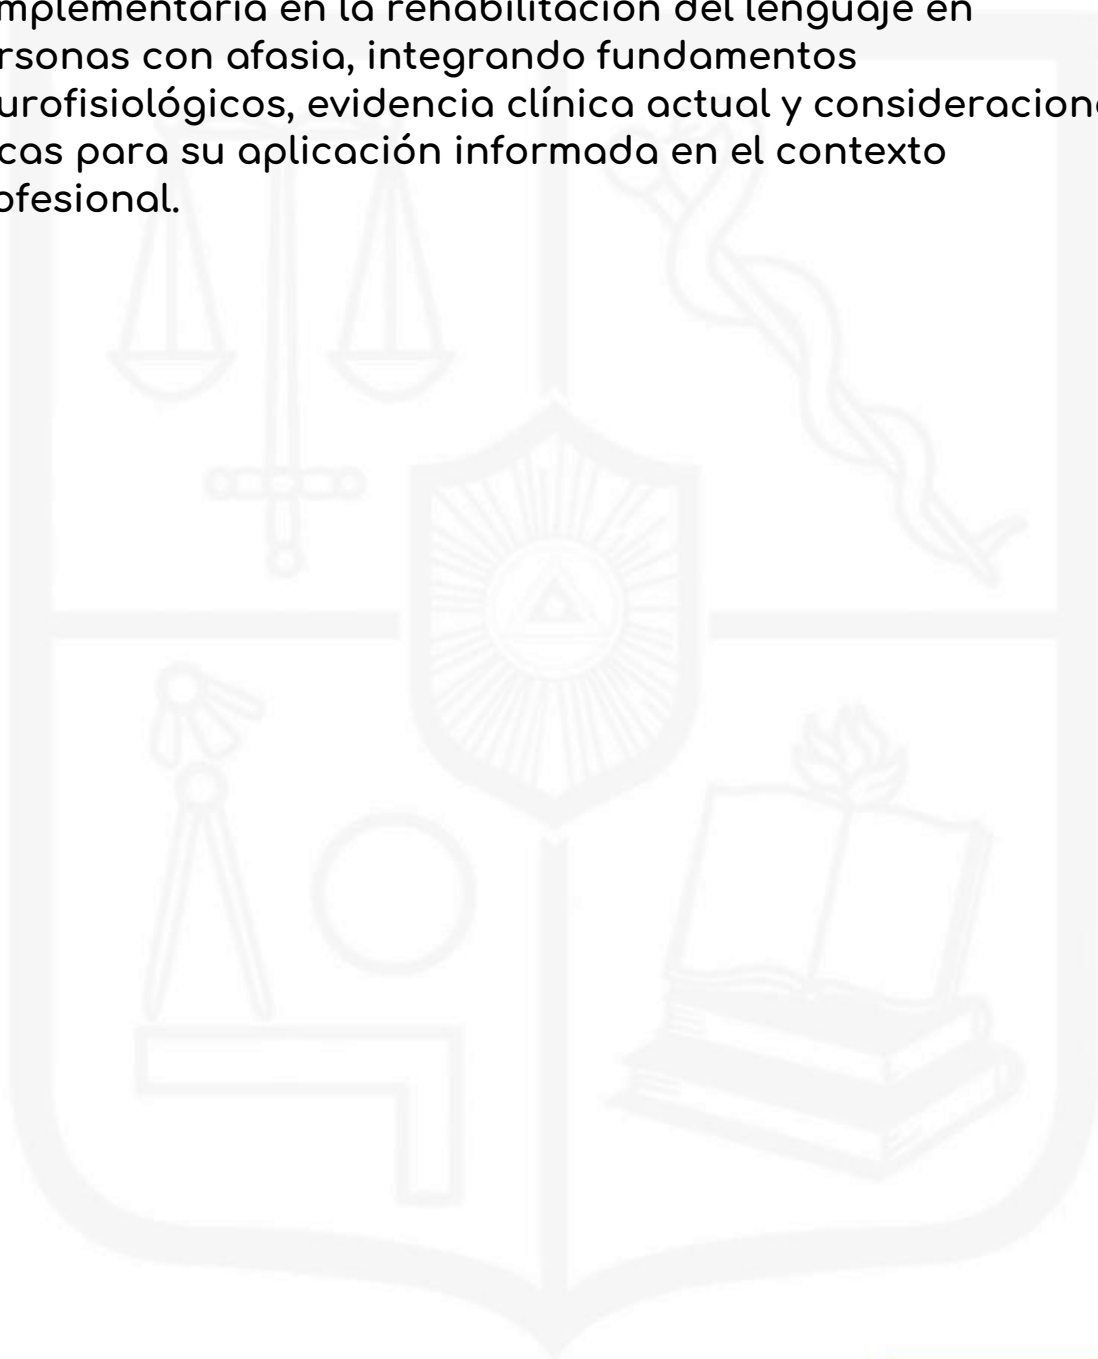 mplementaria en la rehabilitación del lenguaje en
rsonas con afasia, integrando fundamentos
urofisiológicos, evidencia clínica actual y consideracion
cas para su aplicación informada en el contexto
ofesional.